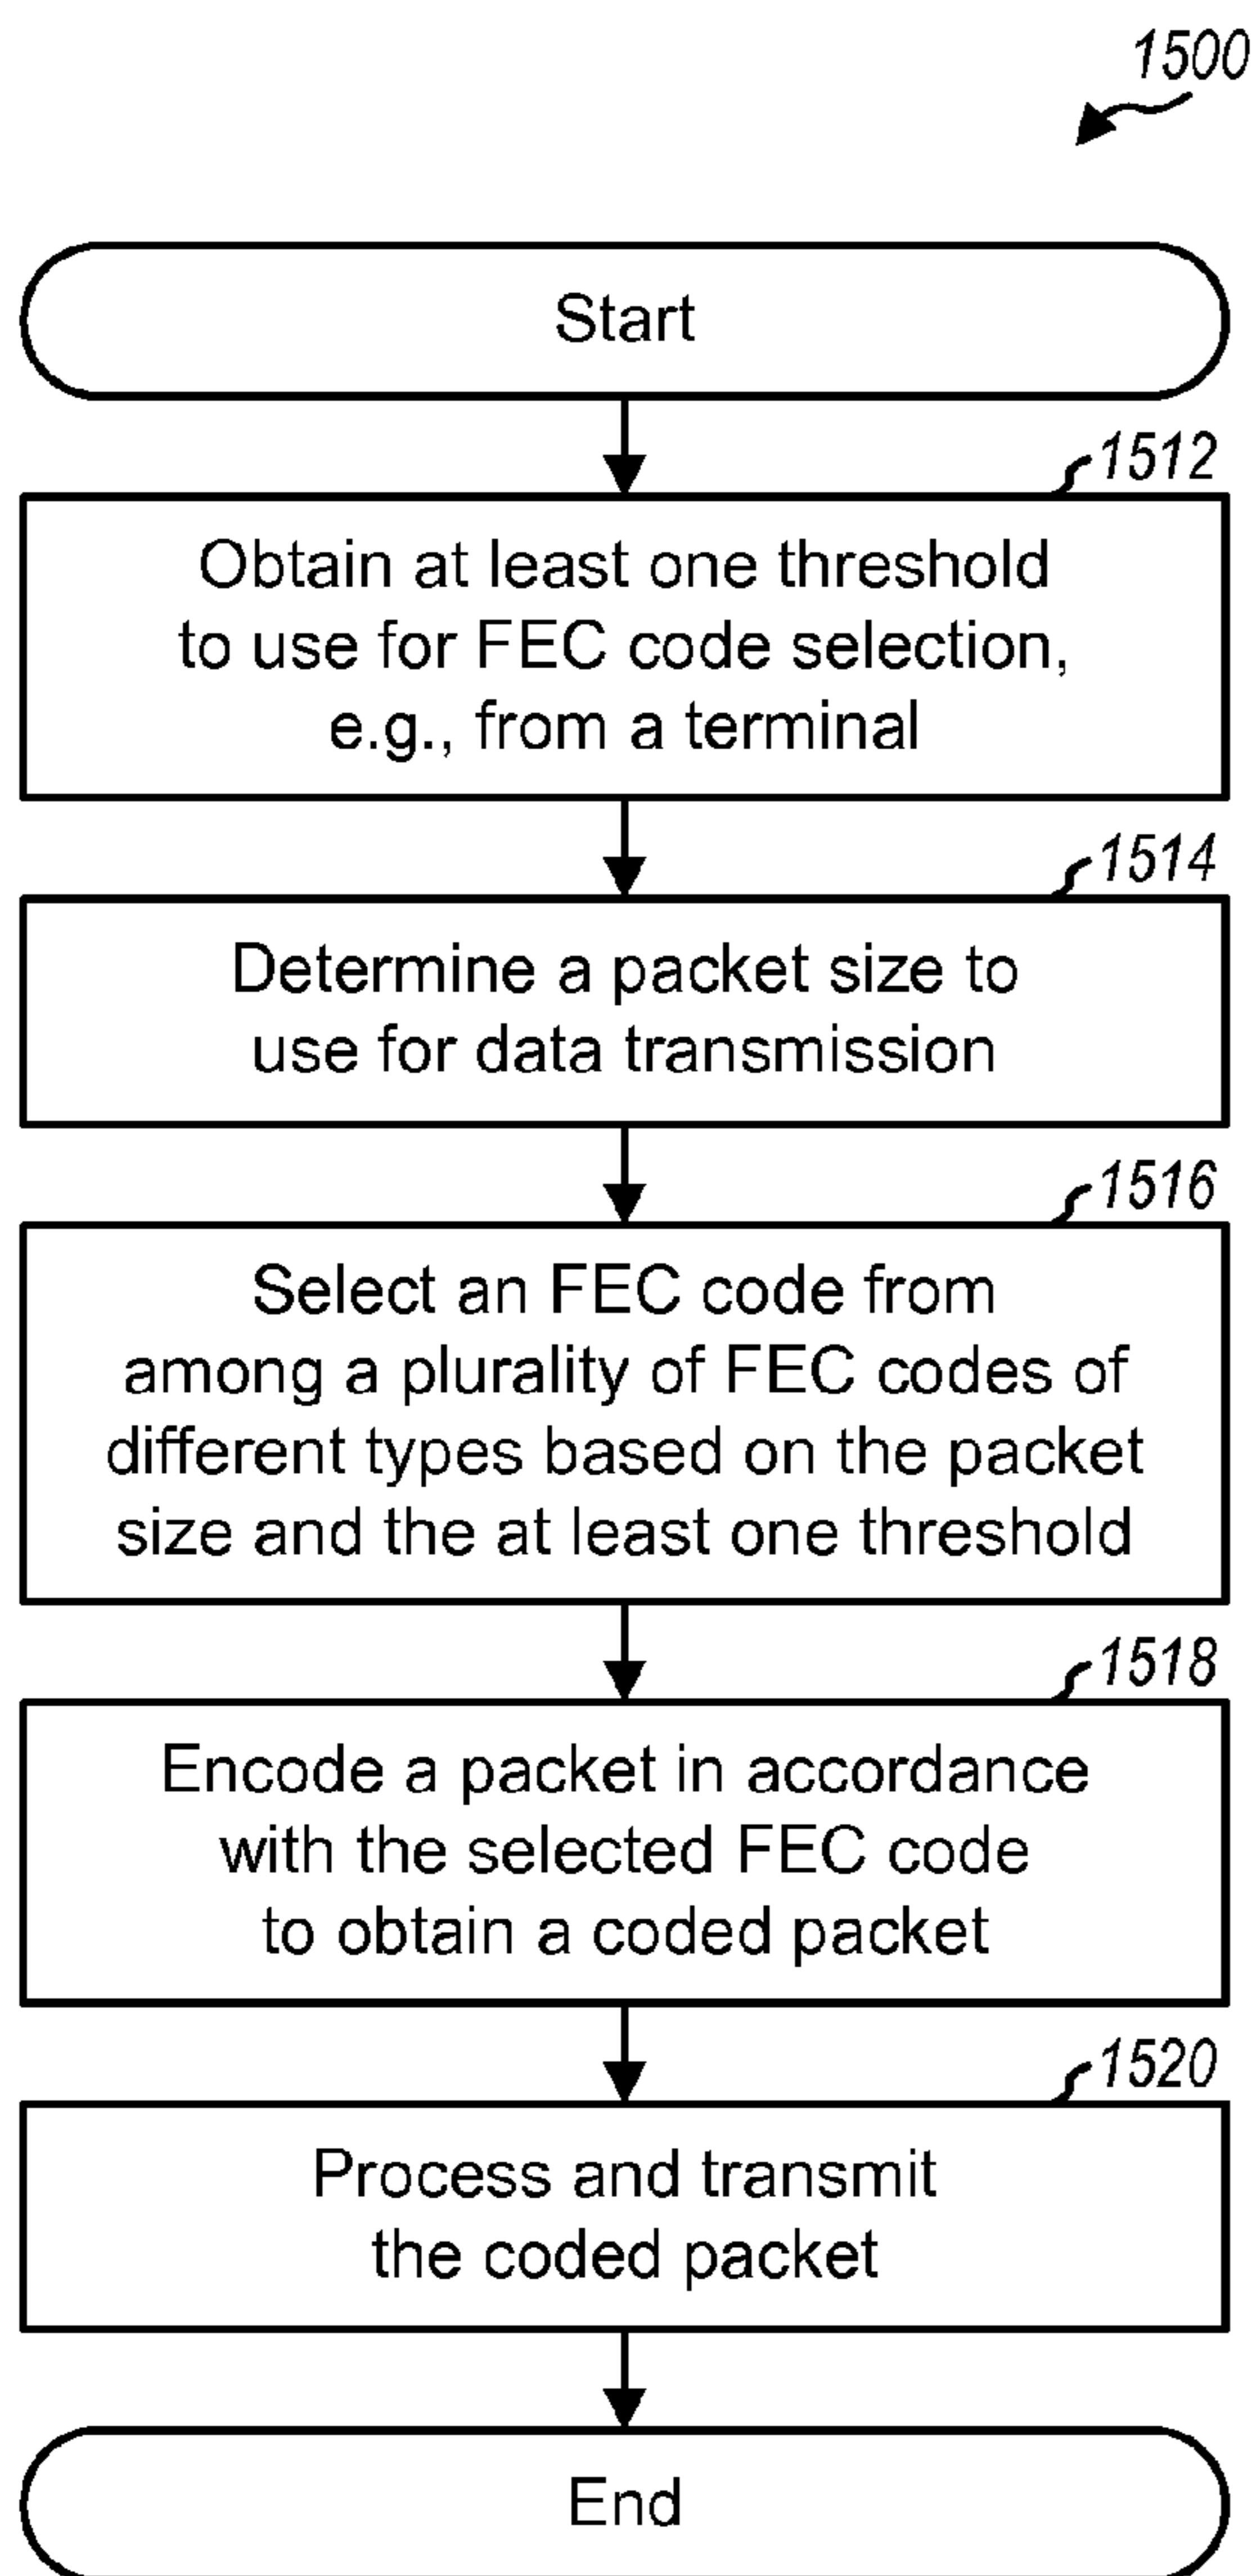 1500
Start
1512
Obtain at least one threshold
to use for FEC code selection,
e.g., from a terminal
1514
Determine a packet size to
use for data transmission
1516
Select an FEC code from
among a plurality of FEC codes of
different types based on the packet
size and the at least one threshold
1518
Encode a packet in accordance
with the selected FEC code
to obtain a coded packet
1520
Process and transmit
the coded packet
End